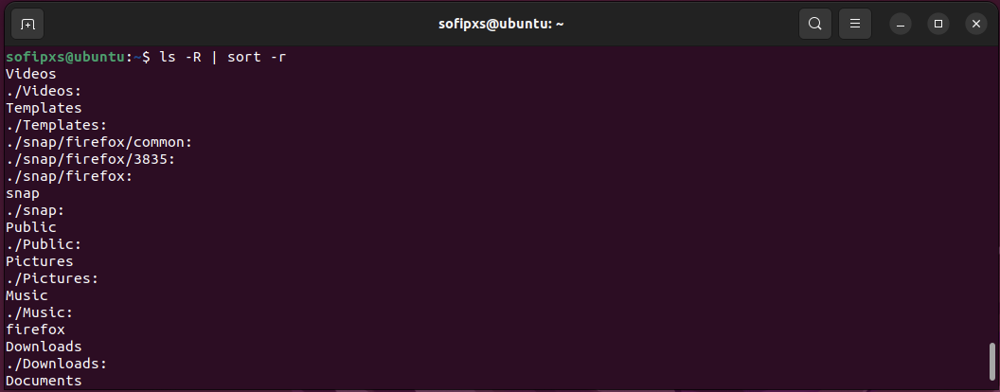 sofipxs@ubuntu: ~
sofipxs@ubuntu:~$ ls -R | sort -r
Videos
./Videos:
Templates
./Templates:
./snap/firefox/common:
./snap/firefox/3835:
./snap/firefox:
snap
./snap:
Public
./Public:
Pictures
./Pictures:
Music
./Music:
firefox
Downloads
./Downloads:
Documents